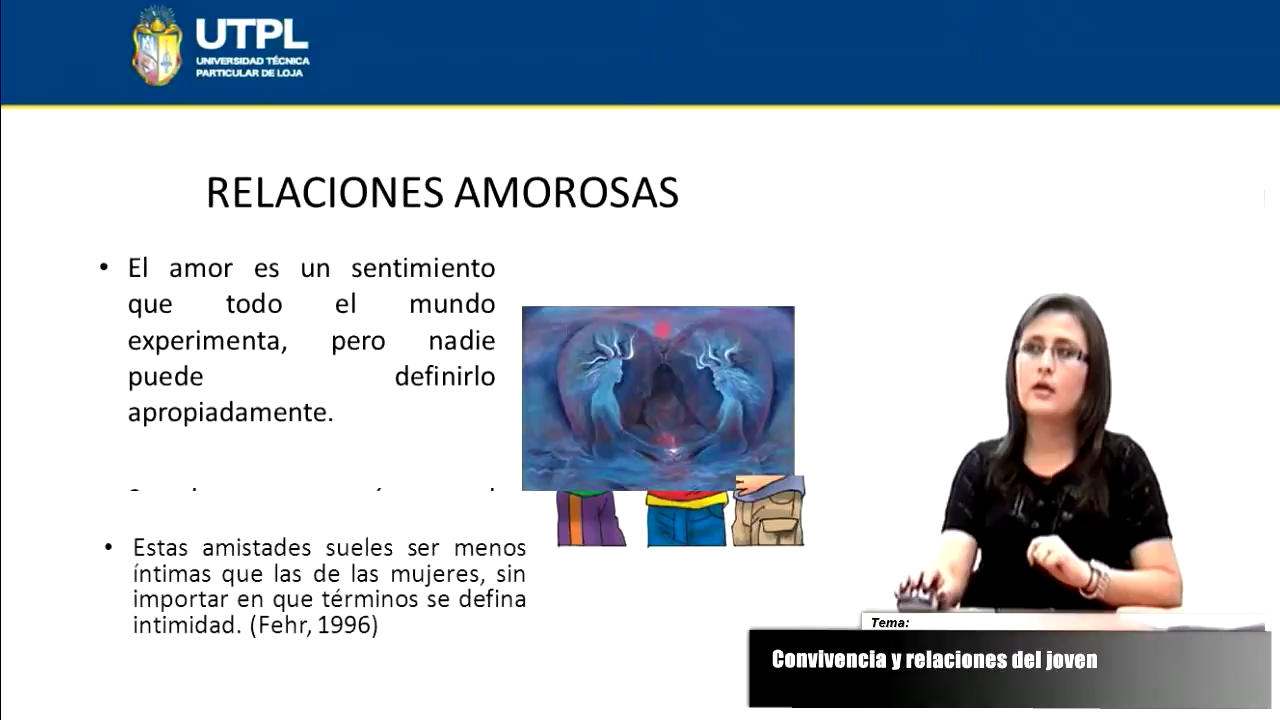 UTPL
UNIVERSIDAD TÉCNICA
PARTICULAR DE LOJA
RELACIONES AMOROSAS
• El amor es un sentimiento
que todo el mundo
experimenta, pero nadie
puede definirlo
apropiadamente.
• Estas amistades sueles ser menos
íntimas que las de las mujeres, sin
importar en que términos se defina
intimidad. (Fehr, 1996)
Tema:
Convivencia y relaciones del joven